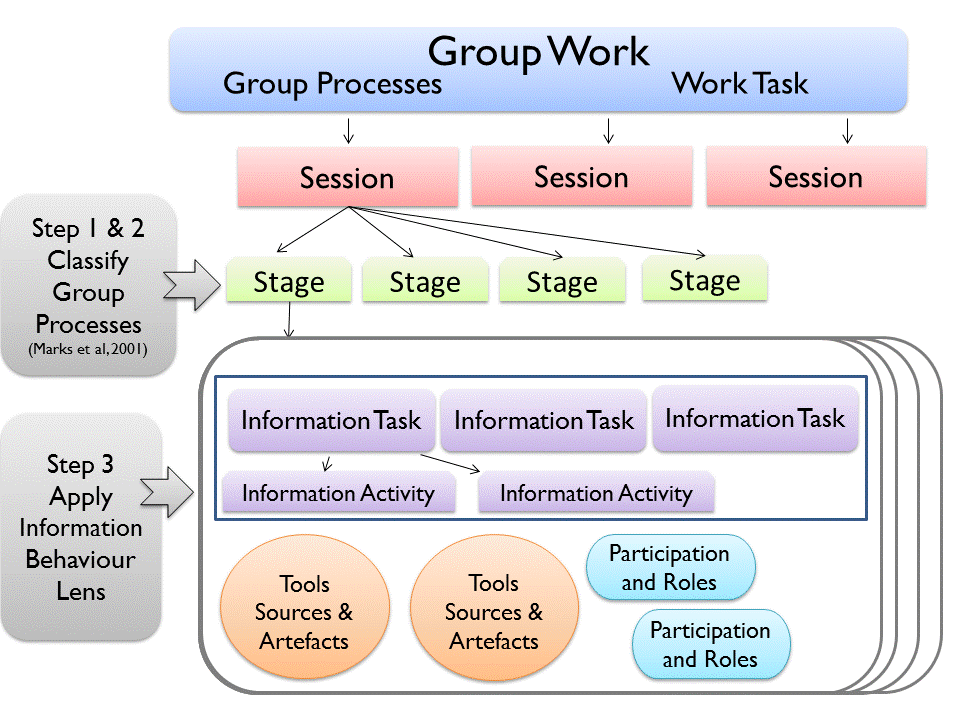 Group Work
Group Processes
Work Task
Session
Session
Session
Step 1 & 2
Classify
Group
Processes
(Marks et al, 2001)
Stage
Stage
Stage
Stage
Information Task
Information Task
Information Task
Information Activity
Information Activity
Step 3
Apply
Information
Behaviour
Lens
Tools
Sources &
Artefacts
Tools
Sources &
Artefacts
Participation
and Roles
Participation
and Roles